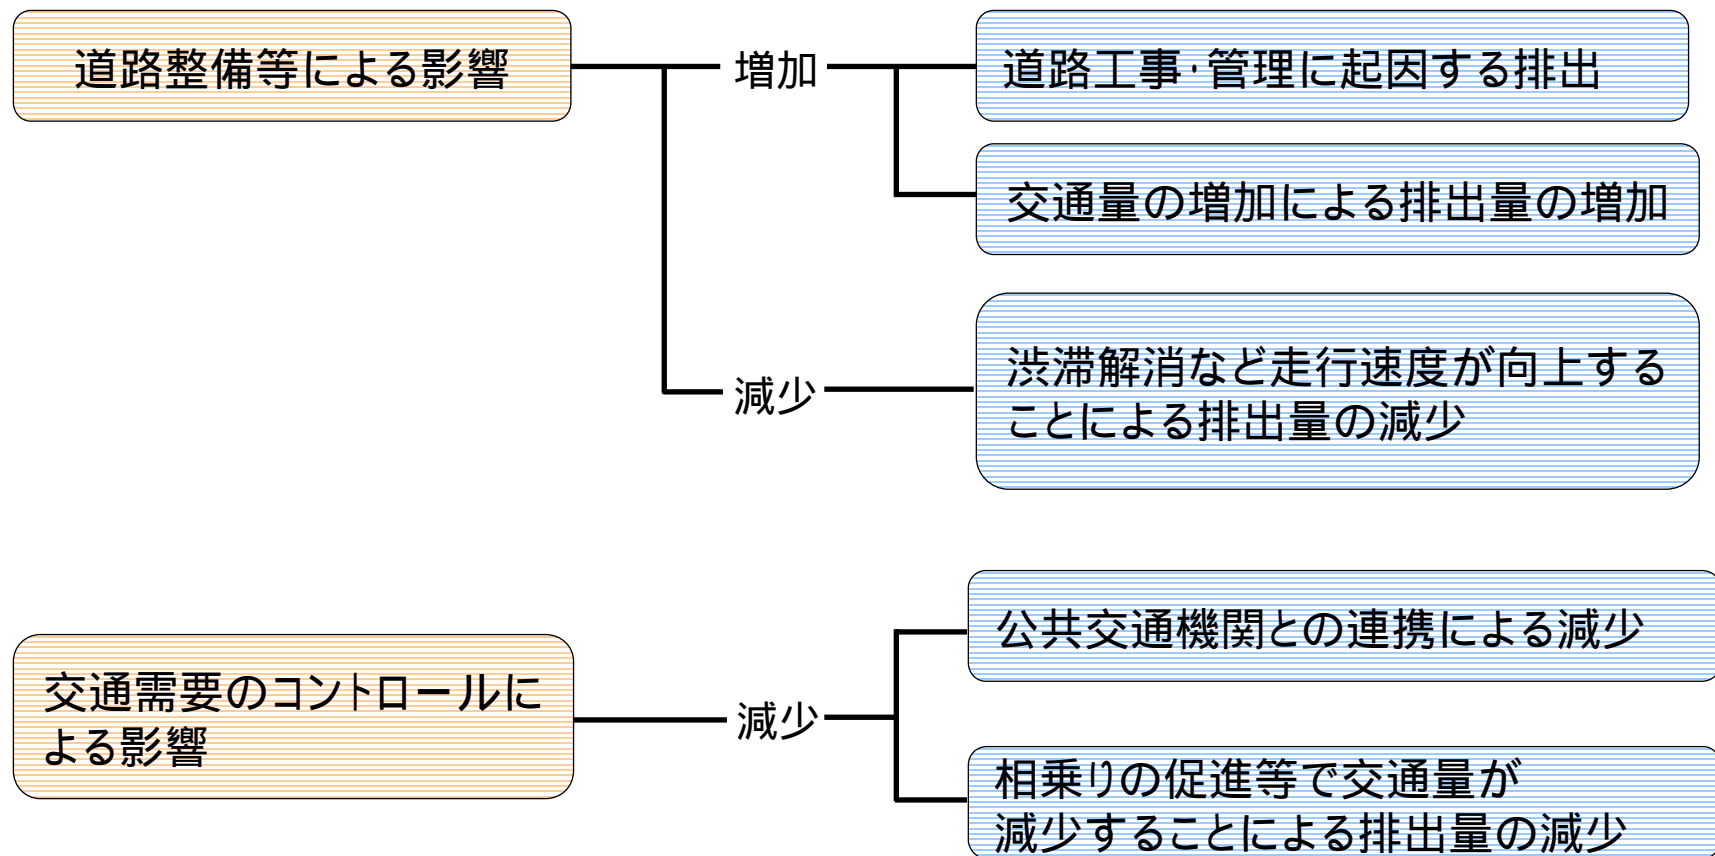 道路整備等による影響
増加
道路工事・管理に起因する排出
交通量の増加による排出量の増加
減少
渋滞解消など走行速度が向上する
ことによる排出量の減少
交通需要のコントロールに
よる影響
減少
公共交通機関との連携による減少
相乗りの促進等で交通量が
減少することによる排出量の減少